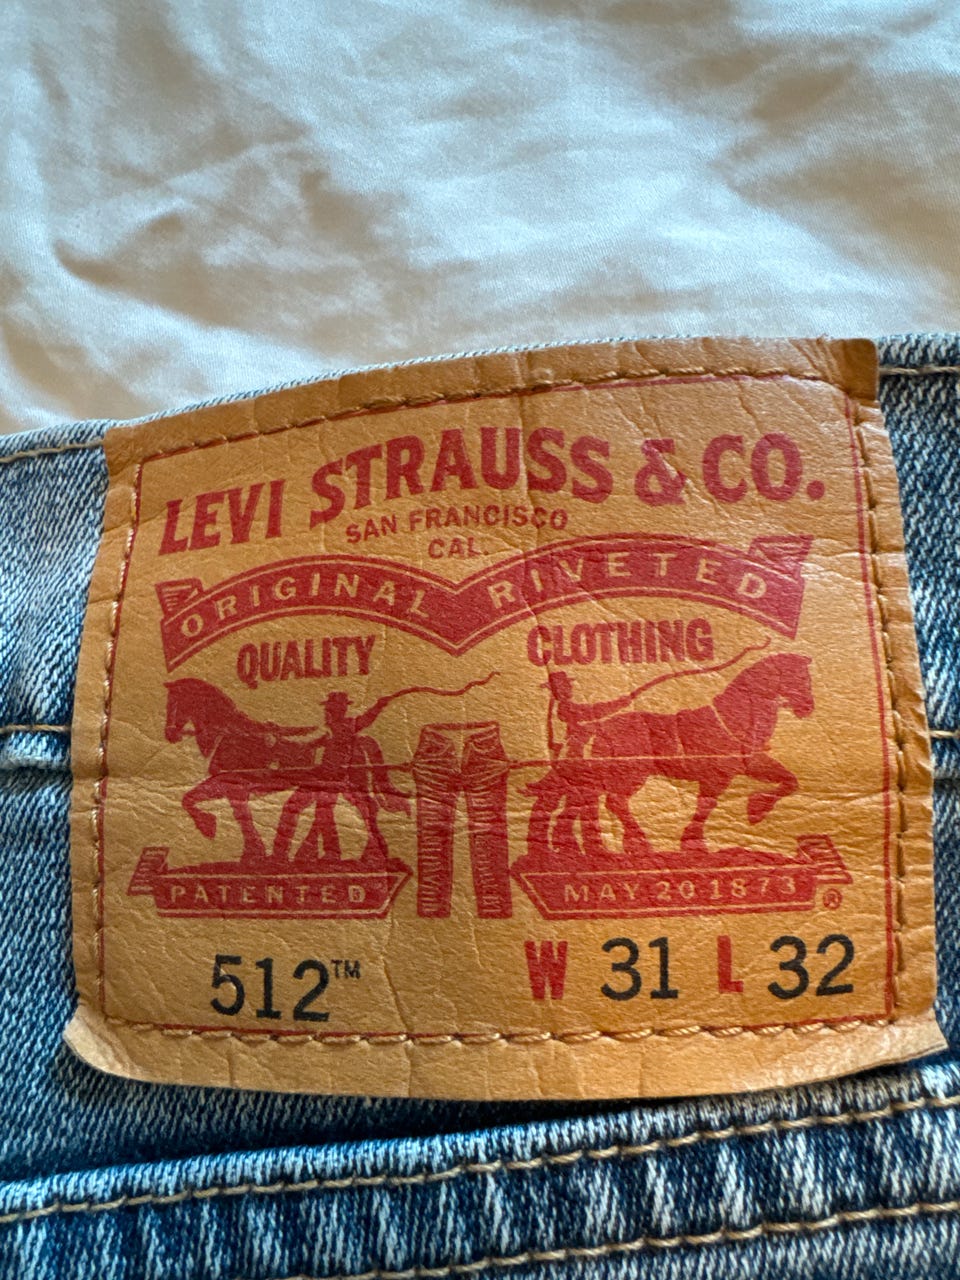 LEVI STRAUSS & CO.
SAN FRANCISCO
CAL.
ORIGINAL RIVETED
QUALITY CLOTHING
PATENTED MAY 20 1873 ®
512™ W 31 L 32